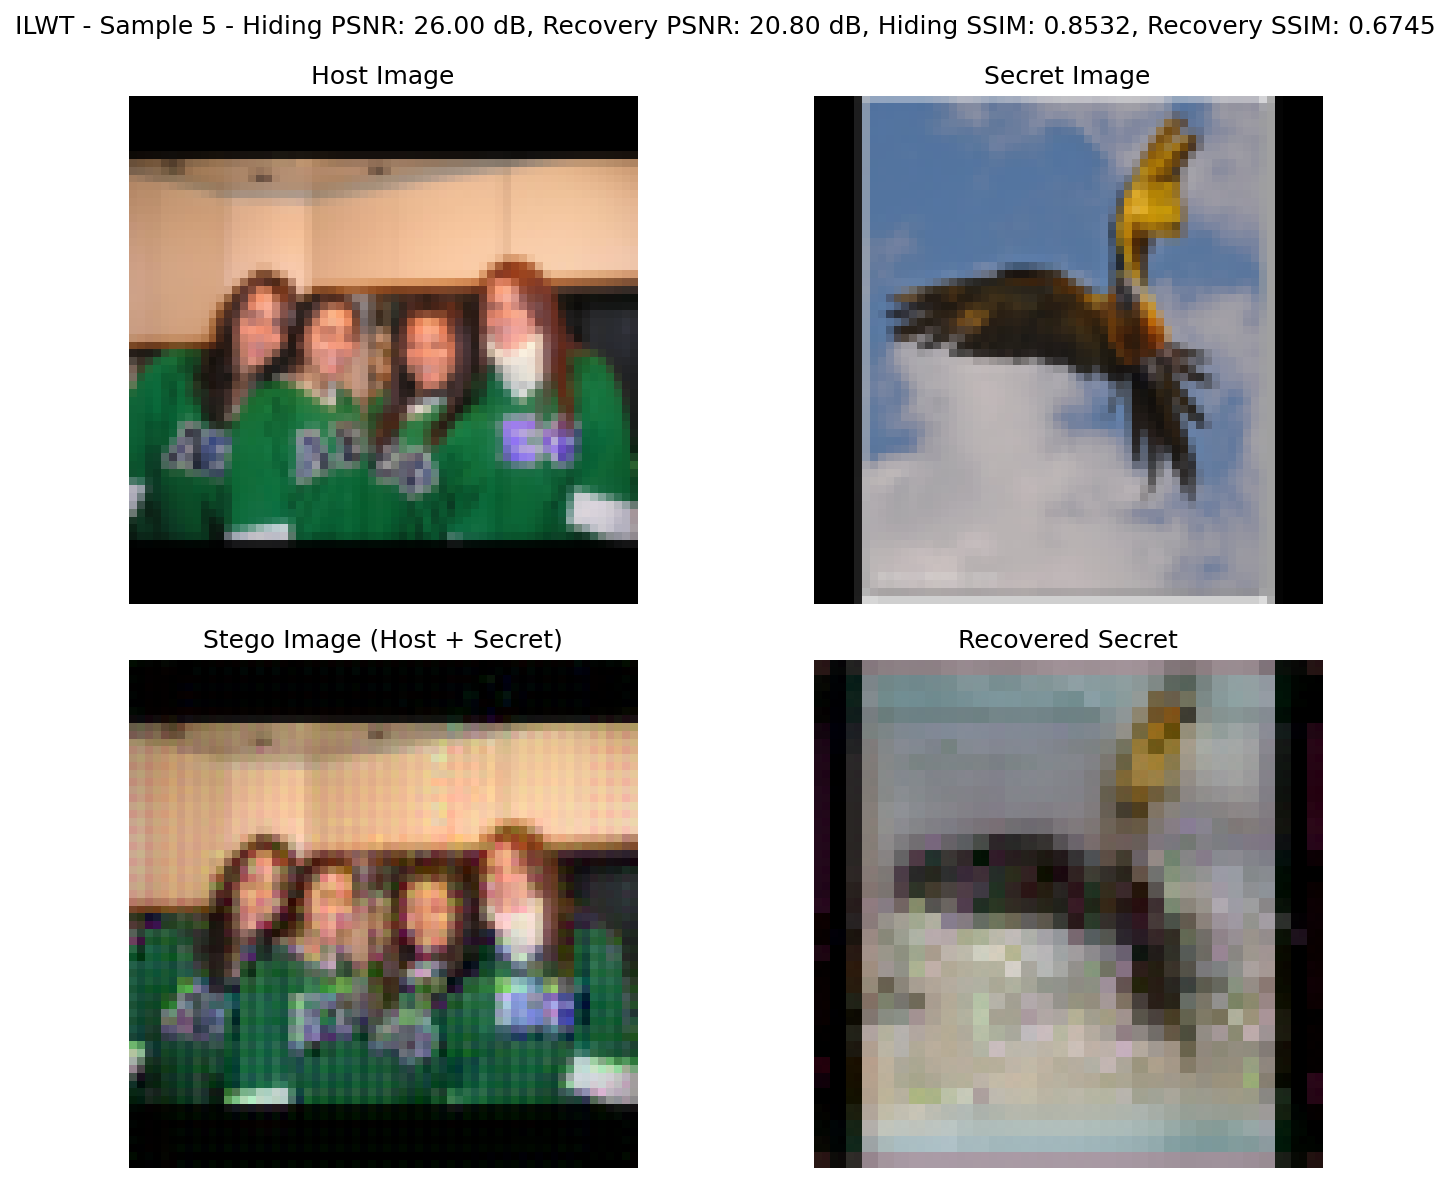 ILWT - Sample 5 - Hiding PSNR: 26.00 dB, Recovery PSNR: 20.80 dB, Hiding SSIM: 0.8532, Recovery SSIM: 0.6745
Host Image
Secret Image
Stego Image (Host + Secret)
Recovered Secret